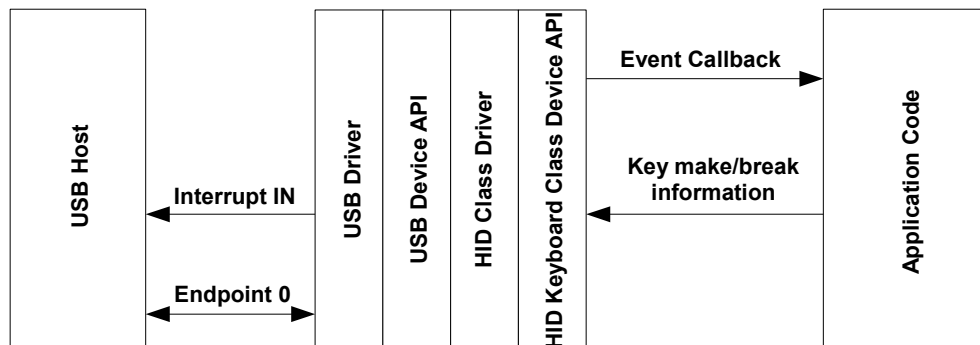 USB Host
Interrupt IN
Endpoint 0
USB Driver
USB Device API
HID Class Driver
HID Keyboard Class Device API
Event Callback
Key make/break
information
Application Code